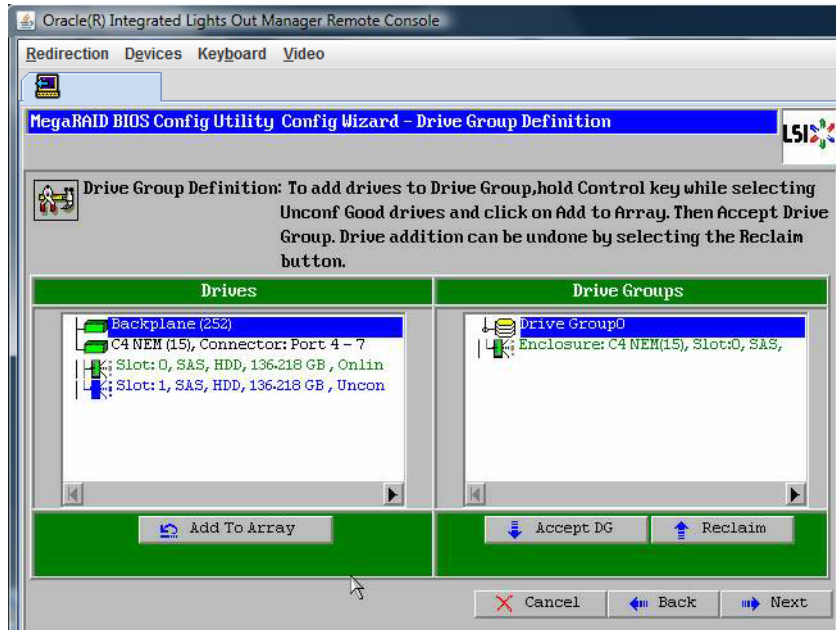 Oracle(R) Integrated Lights Out Manager Remote Console
Redirection Devices Keyboard Video
MegaRAID BIOS Config Utility Config Wizard – Drive Group Definition
LSI
Drive Group Definition: To add drives to Drive Group,hold Control key while selecting
Unconf Good drives and click on Add to Array. Then Accept Drive
Group. Drive addition can be undone by selecting the Reclaim
button.
Drives
Drive Groups
Backplane (252)
C4 NEM (15), Connector: Port 4 – 7
Slot: 0, SAS, HDD, 136.218 GB , Onlin
Slot: 1, SAS, HDD, 136.218 GB , Uncon
Drive Group0
Enclosure: C4 NEM(15), Slot:0, SAS,
Add To Array
Accept DG
Reclaim
Cancel
Back
Next